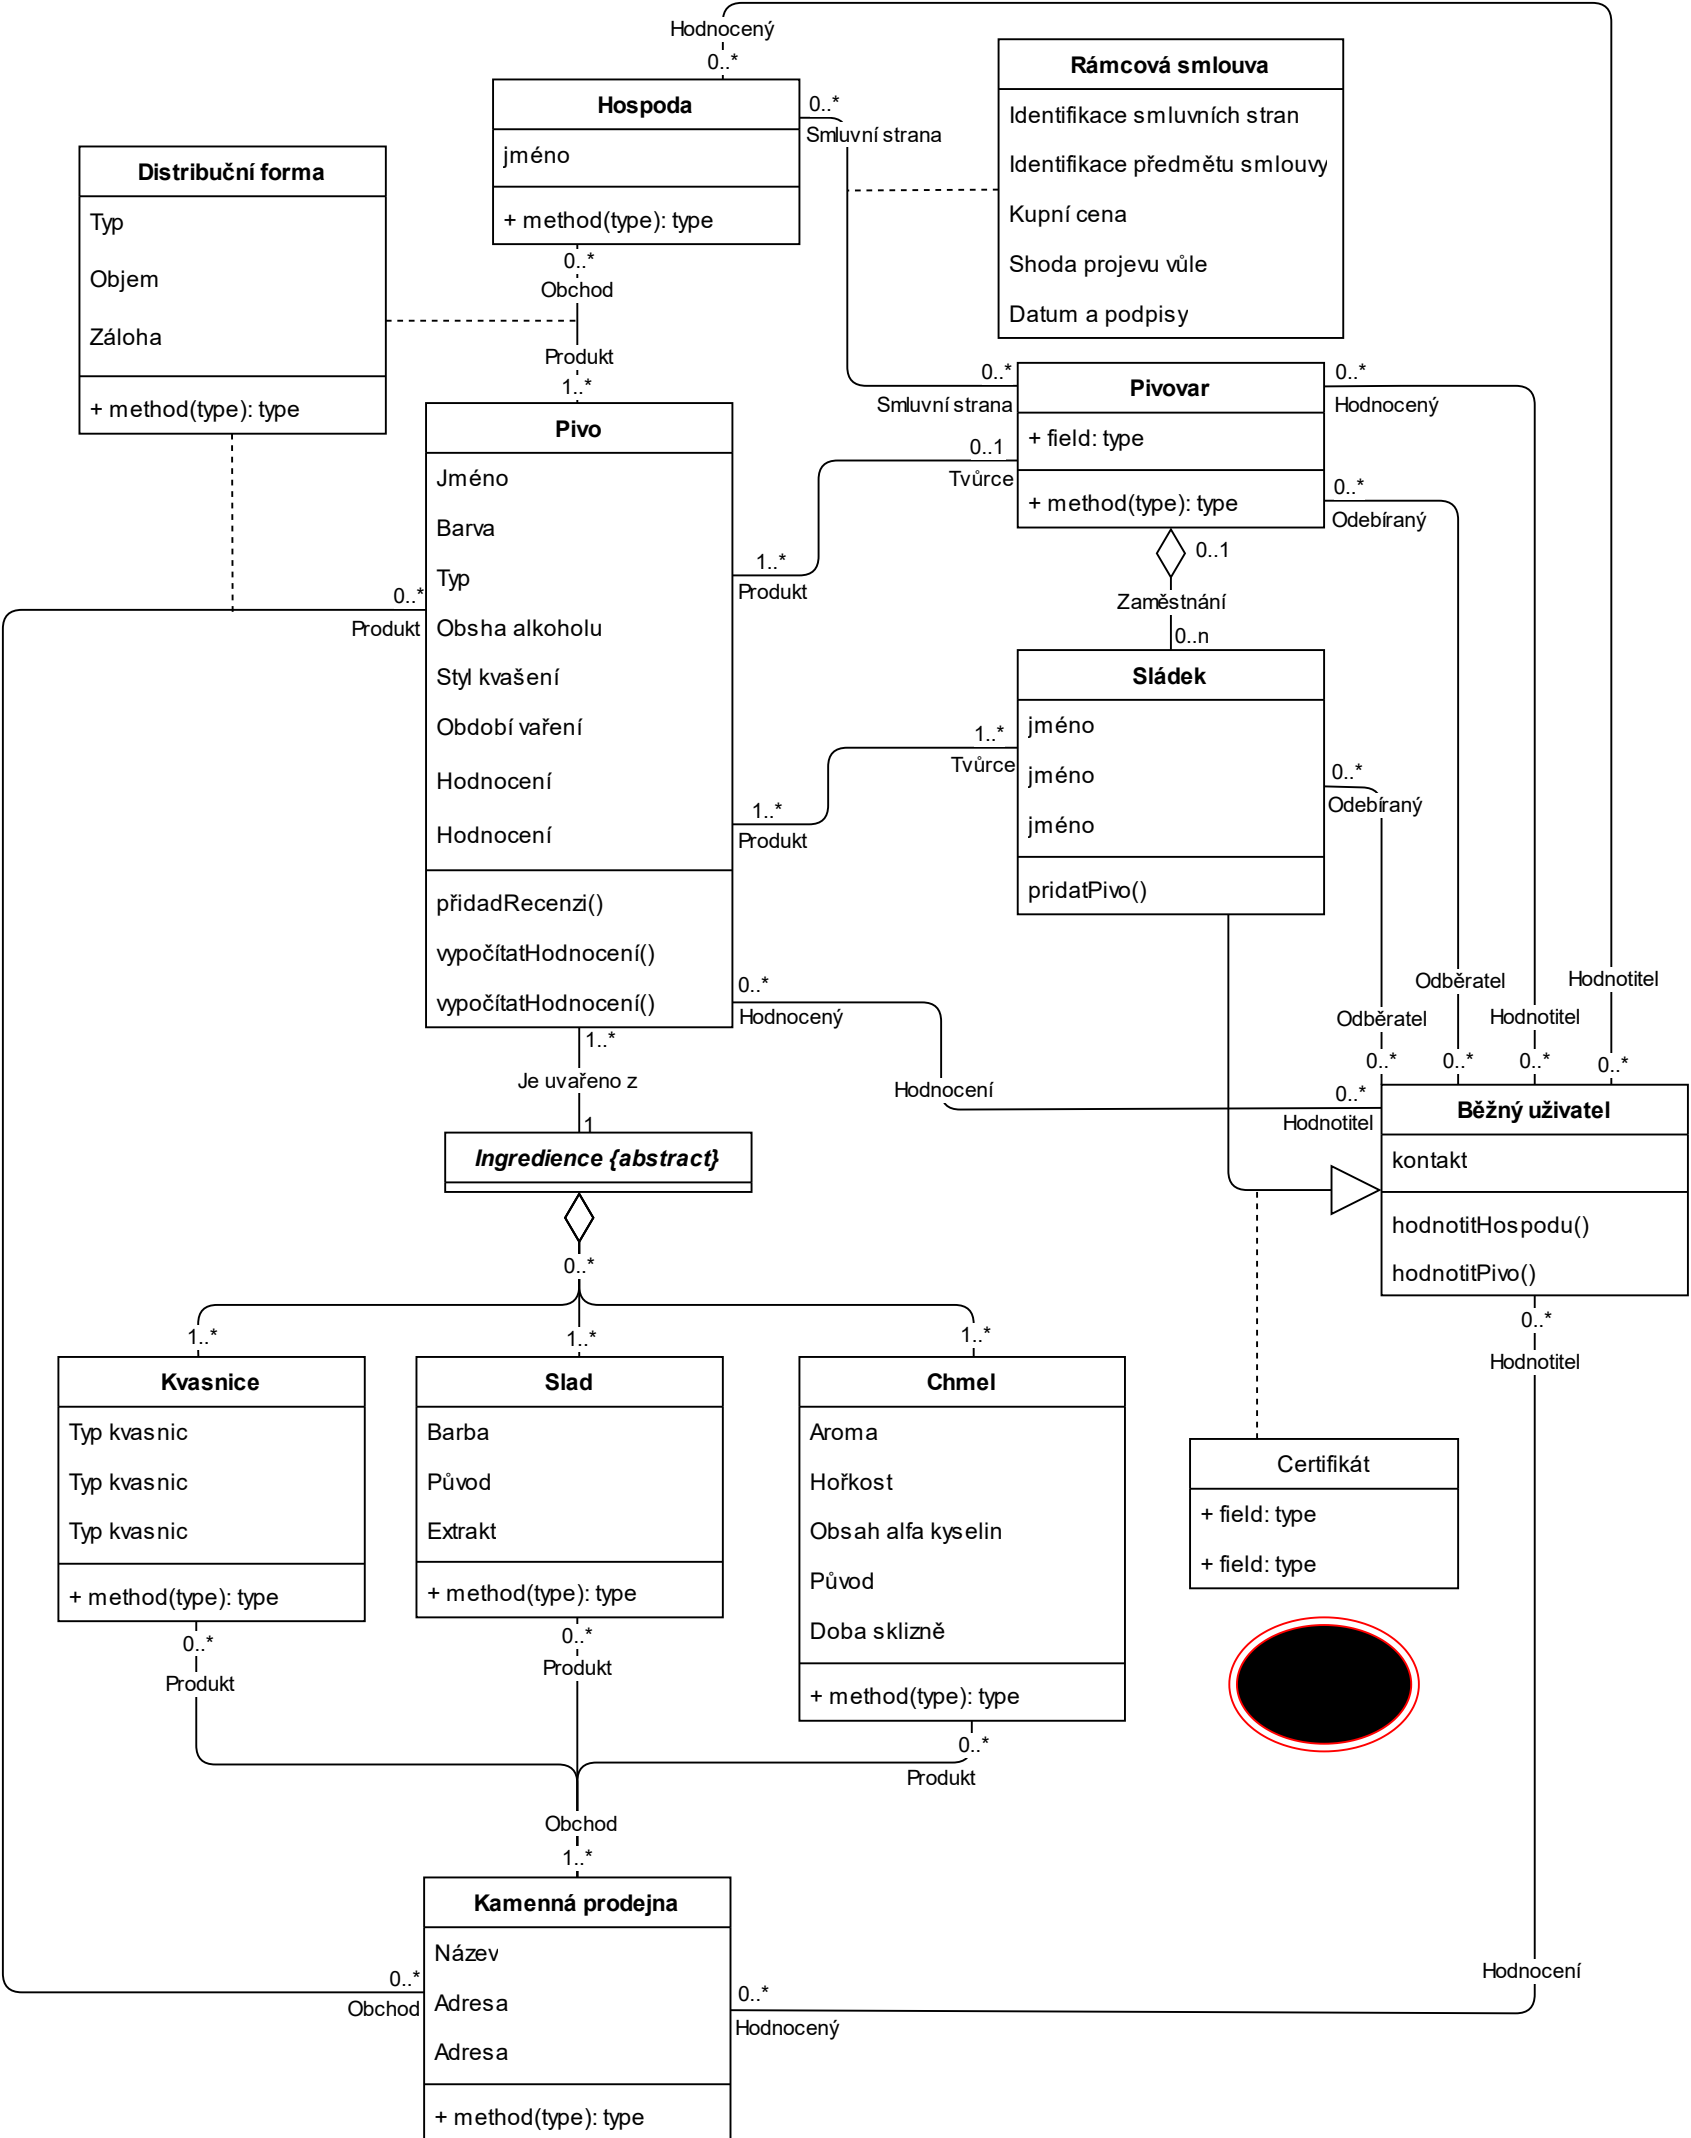 Hodnocený
0..*
Rámcová smlouva
Identifikace smluvních stran
Identifikace předmětu smlouvy
Kupní cena
Shoda projevu vůle
Datum a podpisy
Hospoda
jméno
+ method(type): type
0..*
Smluvní strana
Distribuční forma
Typ
Objem
Záloha
+ method(type): type
0..*
Obchod
Produkt
1..*
0..*
Smluvní strana
Pivovar
+ field: type
+ method(type): type
0..*
Hodnocený
0..1
Tvůrce
0..*
Odebíraný
Pivo
Jméno
Barva
Typ
Obsha alkoholu
Styl kvašení
Období vaření
Hodnocení
Hodnocení
přidadRecenzi()
vypočítatHodnocení()
vypočítatHodnocení()
1..*
Produkt
0..*
Produkt
0..1
Zaměstnání
0..n
Sládek
jméno
jméno
jméno
pridatPivo()
1..*
Tvůrce
1..*
Produkt
0..*
Odebíraný
0..*
Hodnocený
Hodnocení
Odběratel
0..*
Odběratel
0..*
Hodnotitel
0..*
Hodnotitel
0..*
0..*
Hodnotitel
Běžný uživatel
kontakt
hodnotitHospodu()
hodnotitPivo()
1..*
Je uvařeno z
1
Ingredience {abstract}
0..*
1..*
1..*
1..*
0..*
Hodnotitel
Kvasnice
Typ kvasnic
Typ kvasnic
Typ kvasnic
+ method(type): type
Slad
Barba
Původ
Extrakt
+ method(type): type
Chmel
Aroma
Hořkost
Obsah alfa kyselin
Původ
Doba sklizně
+ method(type): type
Certifikát
+ field: type
+ field: type
0..*
Produkt
0..*
Produkt
0..*
Produkt
Obchod
1..*
Kamenná prodejna
Název
Adresa
Adresa
+ method(type): type
0..*
Obchod
0..*
Hodnocený
Hodnocení